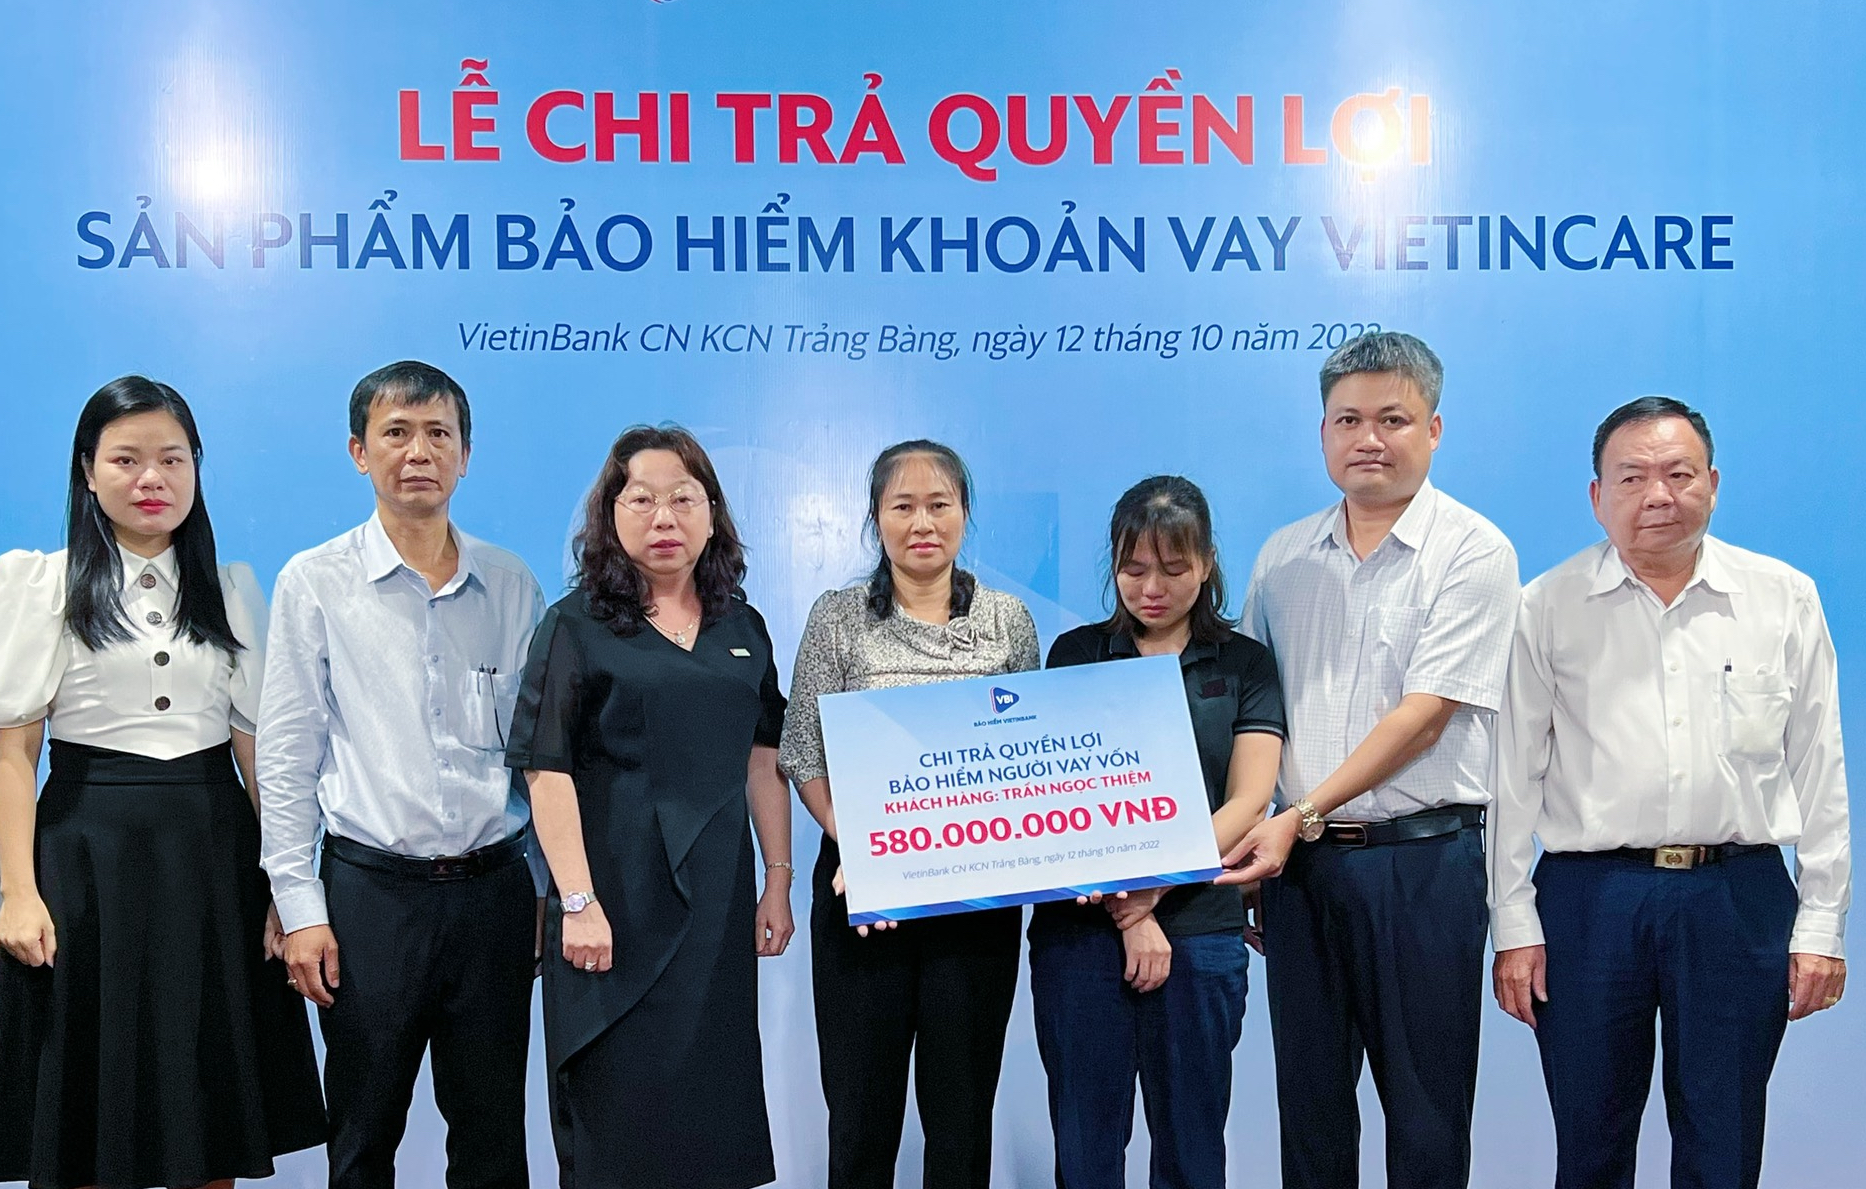 LỄ CHI TRẢ QUYỀN LỢI
SẢN PHẨM BẢO HIỂM KHOẢN VAY VIETINCARE
VietinBank CN KCN Trảng Bàng, ngày 12 tháng 10 năm 2022
VBI
BẢO HIỂM VIETINBANK
CHI TRẢ QUYỀN LỢI
BẢO HIỂM NGƯỜI VAY VỐN
KHÁCH HÀNG: TRẦN NGỌC THIỆM
580.000.000 VNĐ
VietinBank CN KCN Trảng Bàng, ngày 12 tháng 10 năm 2022